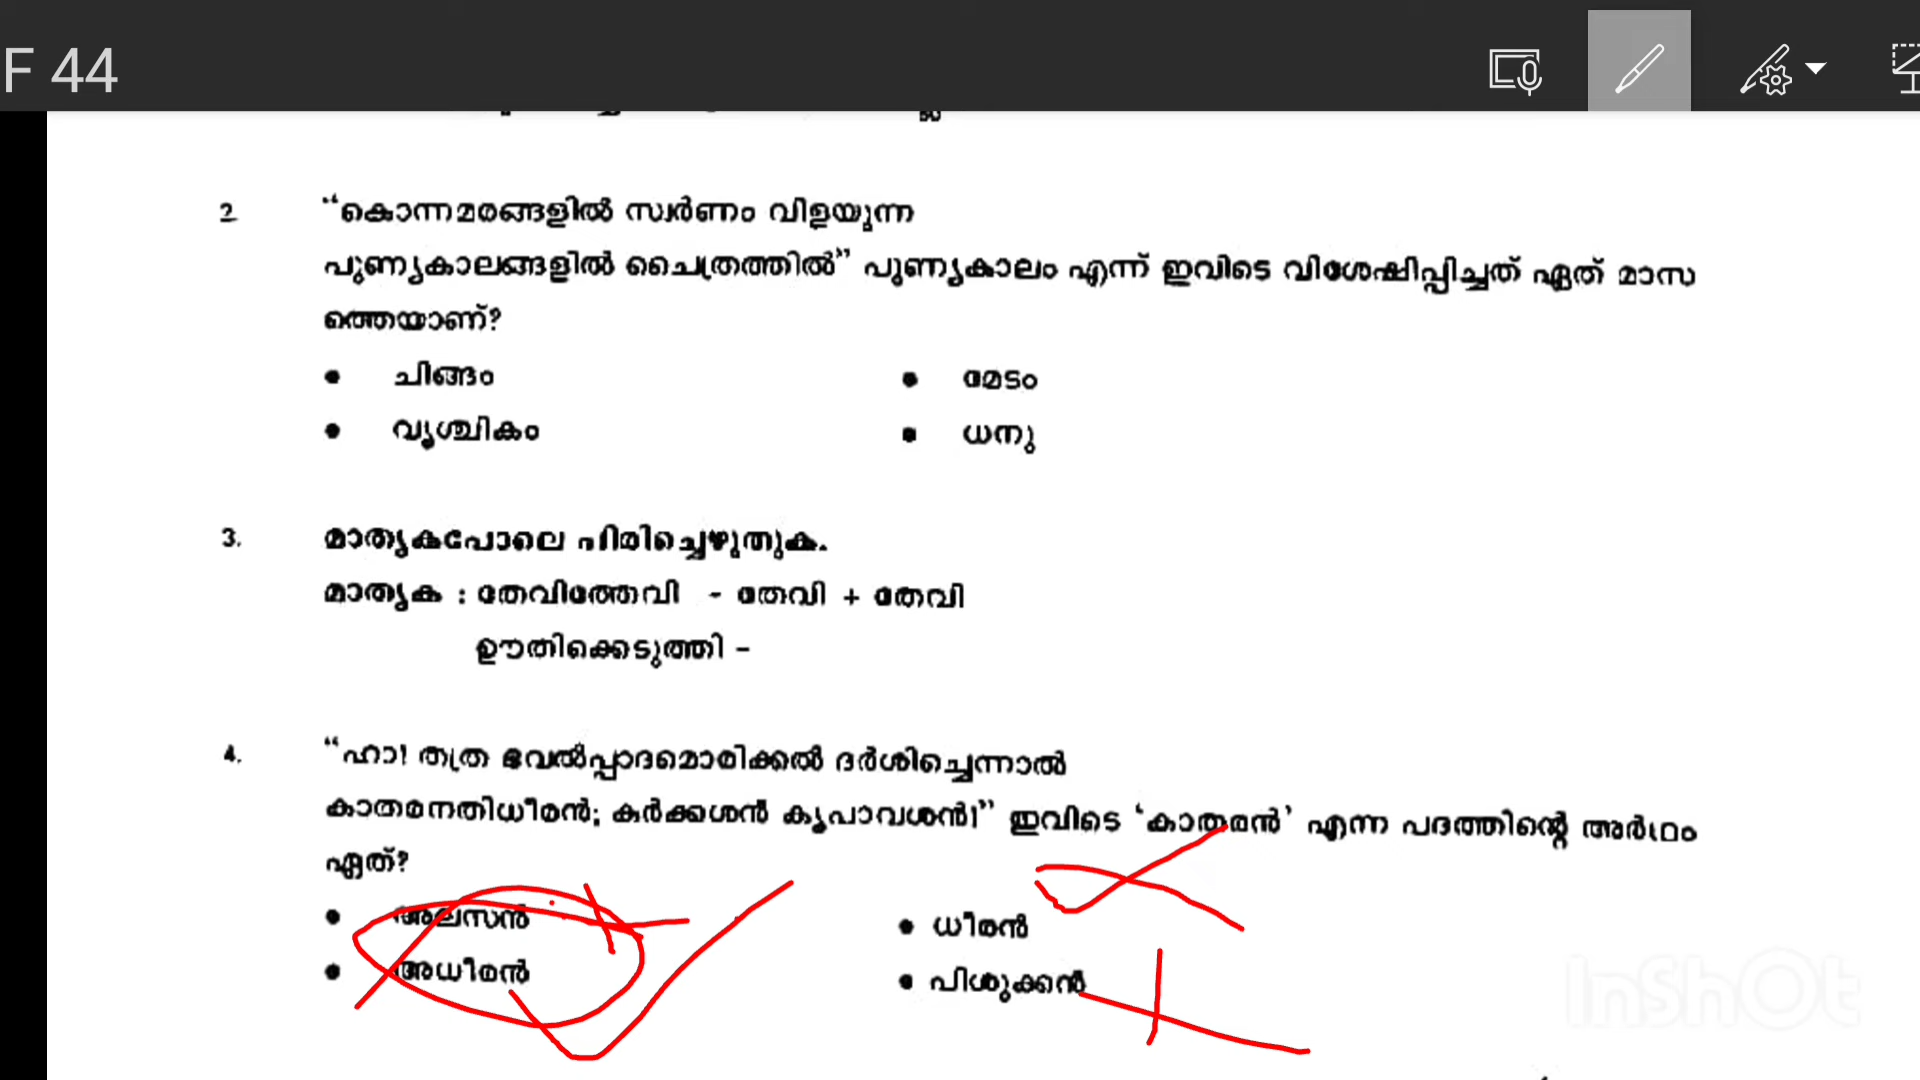 F 44
2. “കൊന്നമരങ്ങളിൽ സ്വർണം വിളയുന്ന
പുണ്യകാലങ്ങളിൽ ചൈത്രത്തിൽ” പുണ്യകാലം എന്ന് ഇവിടെ വിശേഷിപ്പിച്ചത് ഏത് മാസ
ത്തെയാണ്?
• ചിങ്ങം • മേടം
• വൃശ്ചികം • ധനു
3. മാതൃകപോലെ പിരിച്ചെഴുതുക.
മാതൃക : തേവിത്തേവി - തേവി + തേവി
ഊതിക്കെടുത്തി -
4. “ഹാ! തത്ര ഭവൽപ്പാദമൊരിക്കൽ ദർശിച്ചെന്നാൽ
കാതരനതിധീരൻ; കർക്കശൻ കൃപാവശൻ!” ഇവിടെ ‘കാതരൻ’ എന്ന പദത്തിന്റെ അർഥം
ഏത്?
• അലസൻ • ധീരൻ
• അധീരൻ • പിശുക്കൻ
InShOt